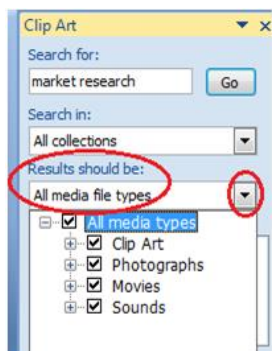 Clip Art
Search for:
market research Go
Search in:
All collections
Results should be:
All media file types
All media types
Clip Art
Photographs
Movies
Sounds